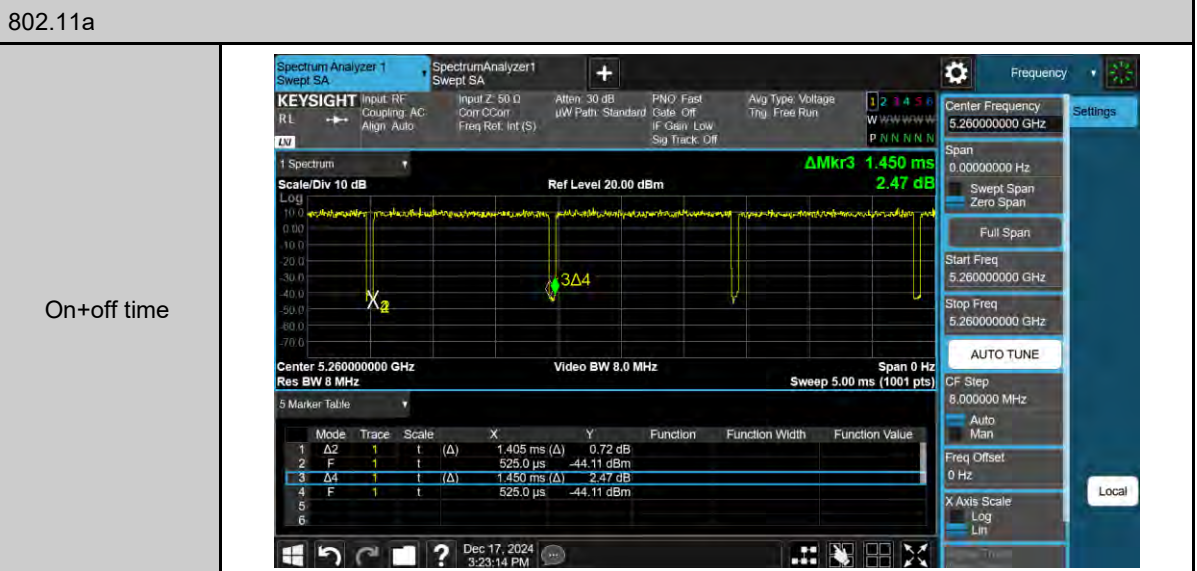 802.11a
On+off time
Spectrum Analyzer 1
Swept SA
SpectrumAnalyzer1
Swept SA
+
Frequency
KEYSIGHT Input: RF Input Z: 50 Ω Atten: 30 dB PNO: Fast Avg Type: Voltage 1 2 3 4 5 6
RL Coupling: AC Corr CCorr µW Path: Standard Gate: Off Trig: Free Run W W W W W W
Align: Auto Freq Ref: Int (S) IF Gain: Low
LXI Sig Track: Off P N N N N N
Center Frequency
5.260000000 GHz
Settings
1 Spectrum
ΔMkr3 1.450 ms
Span
0.00000000 Hz
Scale/Div 10 dB Ref Level 20.00 dBm 2.47 dB
Swept Span
Zero Span
Log
10.0
0.00
-10.0
-20.0
-30.0
-40.0
-50.0
-60.0
-70.0
3Δ4
Full Span
Start Freq
5.260000000 GHz
Stop Freq
5.260000000 GHz
AUTO TUNE
Center 5.260000000 GHz Video BW 8.0 MHz Span 0 Hz
Res BW 8 MHz Sweep 5.00 ms (1001 pts)
CF Step
8.000000 MHz
Auto
Man
5 Marker Table
Mode Trace Scale X Y Function Function Width Function Value
1 Δ2 1 t (Δ) 1.405 ms (Δ) 0.72 dB
2 F 1 t 525.0 µs -44.11 dBm
3 Δ4 1 t (Δ) 1.450 ms (Δ) 2.47 dB
4 F 1 t 525.0 µs -44.11 dBm
5
6
Freq Offset
0 Hz
X Axis Scale
Log
Lin
Local
? Dec 17, 2024
3:23:14 PM